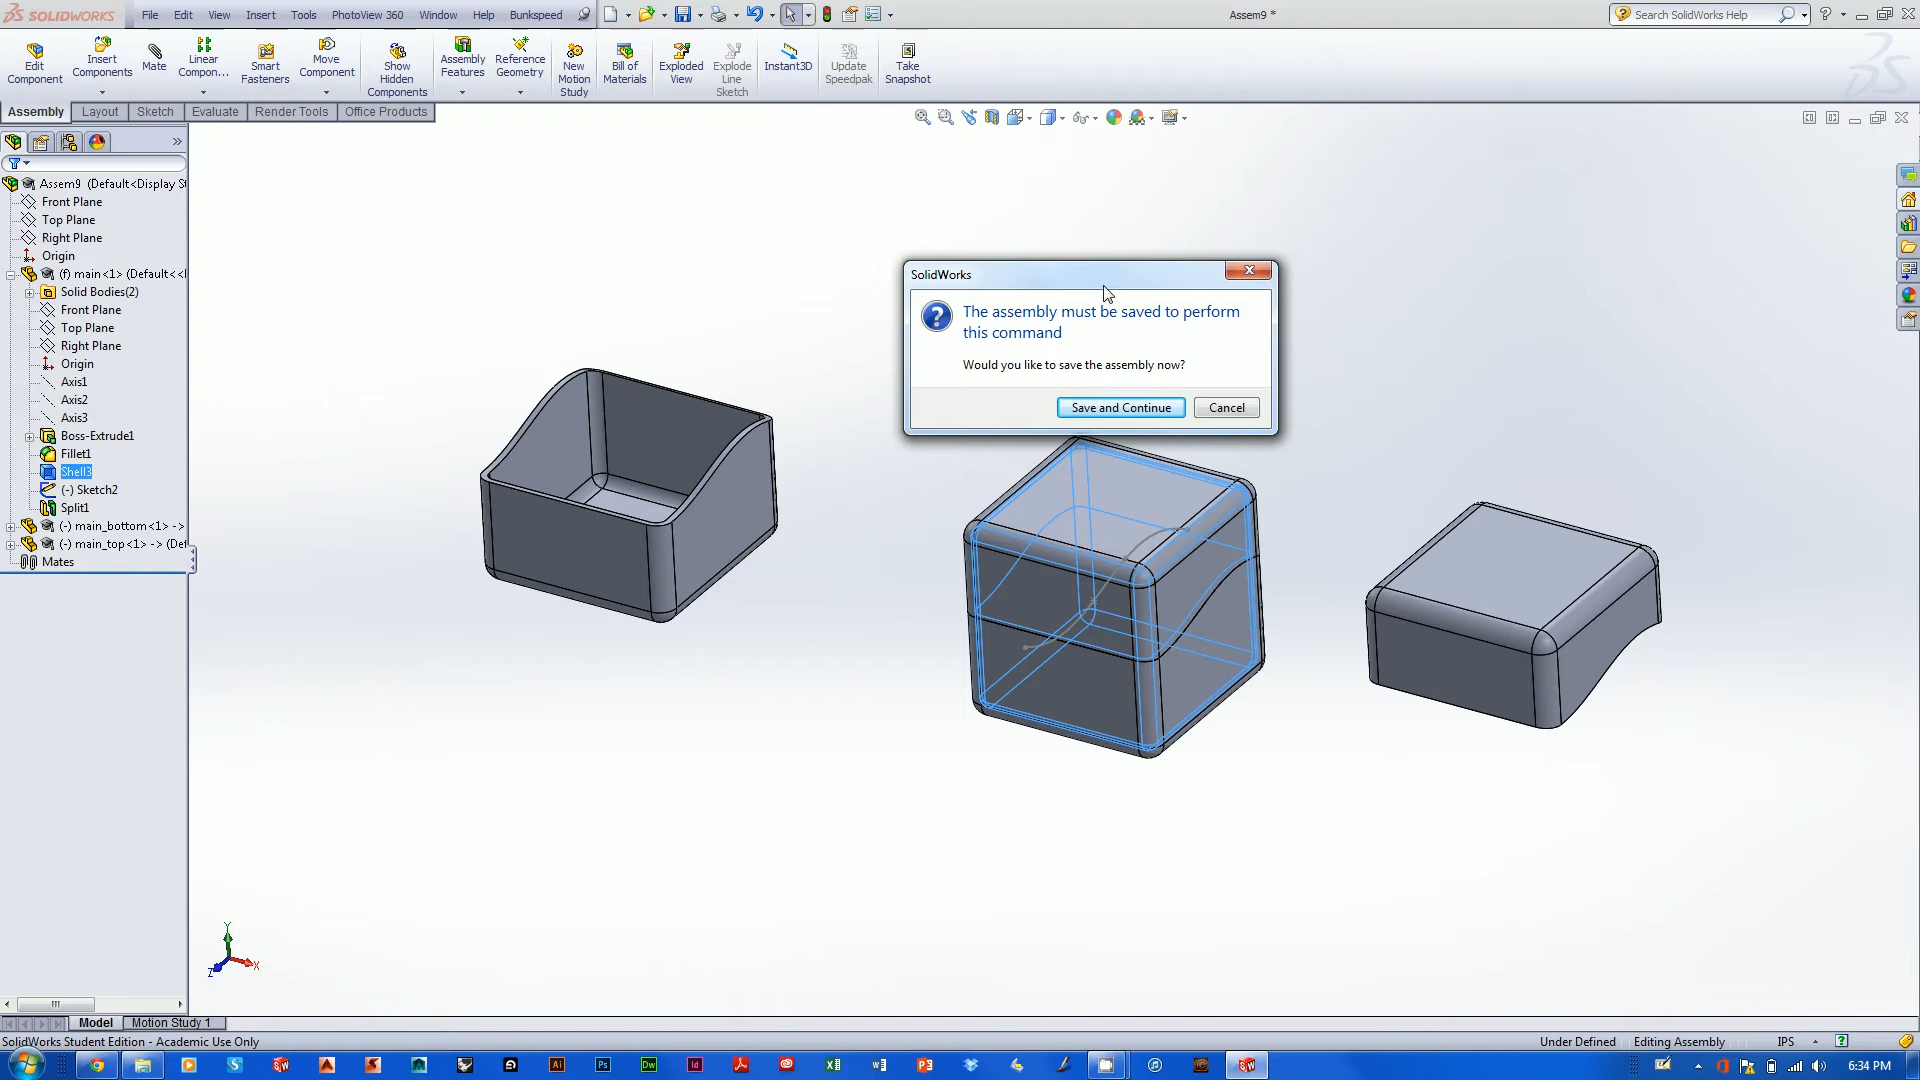 SOLIDWORKS File Edit View Insert Tools PhotoView 360 Window Help Bunkspeed Assem9 * Search SolidWorks Help
Edit Component
Insert Components
Mate
Linear Compon...
Smart Fasteners
Move Component
Show Hidden Components
Assembly Features
Reference Geometry
New Motion Study
Bill of Materials
Exploded View
Explode Line Sketch
Instant3D
Update Speedpak
Take Snapshot
Assembly Layout Sketch Evaluate Render Tools Office Products
Assem9 (Default<Display St
Front Plane
Top Plane
Right Plane
Origin
(f) main<1> (Default<<I
Solid Bodies(2)
Front Plane
Top Plane
Right Plane
Origin
Axis1
Axis2
Axis3
Boss-Extrude1
Fillet1
Shell3
(-) Sketch2
Split1
(-) main_bottom<1> ->
(-) main_top<1> -> (Def
Mates
SolidWorks
The assembly must be saved to perform
this command
Would you like to save the assembly now?
Save and Continue Cancel
Y
X
Z
Model Motion Study 1
SolidWorks Student Edition - Academic Use Only Under Defined Editing Assembly IPS
6:34 PM